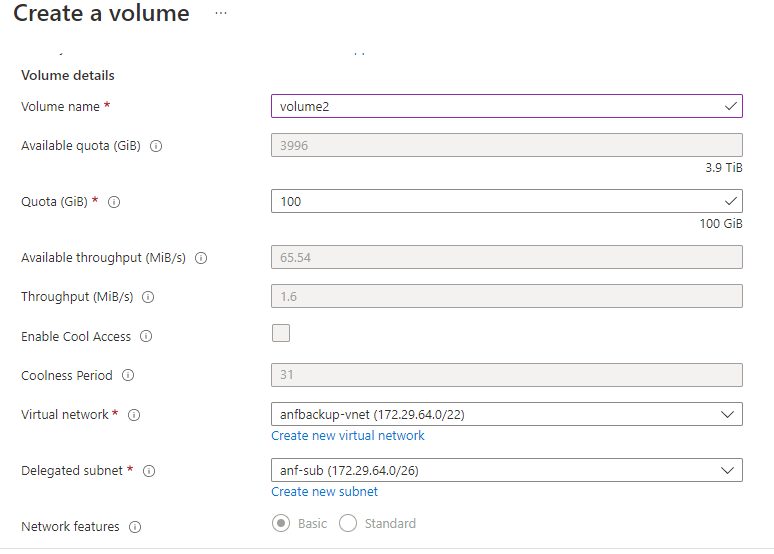 Create a volume ...
Volume details
Volume name *
volume2
Available quota (GiB)
3996
3.9 TiB
Quota (GiB) *
100
100 GiB
Available throughput (MiB/s)
65.54
Throughput (MiB/s)
1.6
Enable Cool Access
Coolness Period
31
Virtual network *
anfbackup-vnet (172.29.64.0/22)
Create new virtual network
Delegated subnet *
anf-sub (172.29.64.0/26)
Create new subnet
Network features
Basic
Standard